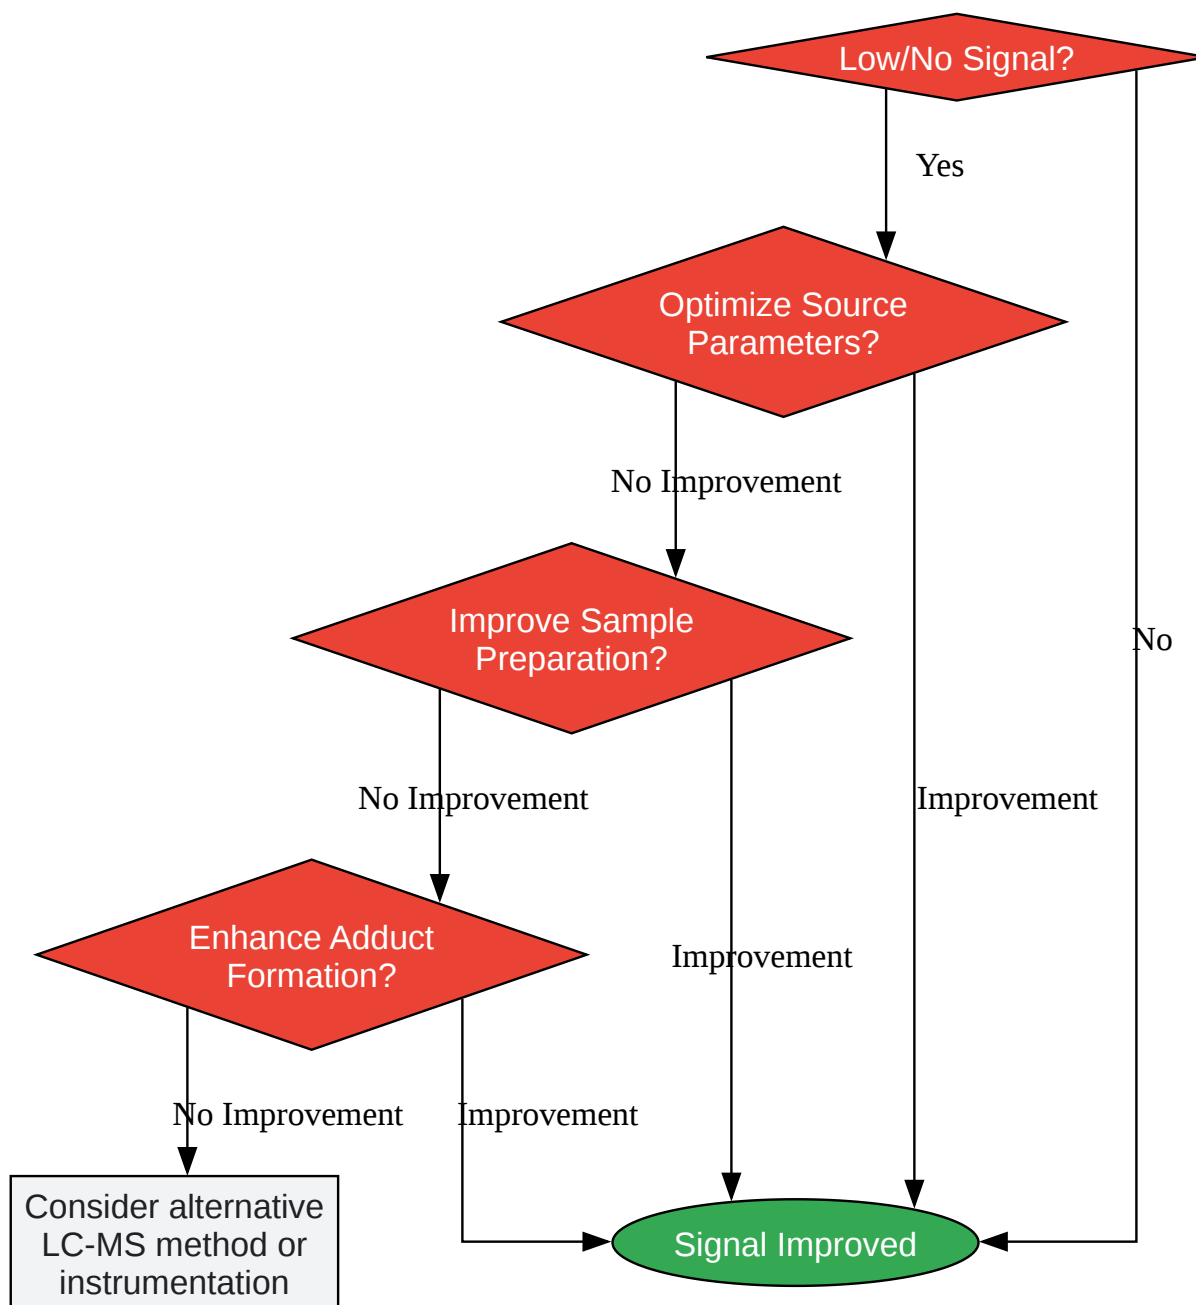 Low/No Signal?
Yes
Optimize Source
Parameters?
No Improvement
Improve Sample
Preparation?
No
No Improvement
Improvement
Enhance Adduct
Formation?
Improvement
No Improvement
Improvement
Consider alternative
LC-MS method or
instrumentation
Signal Improved